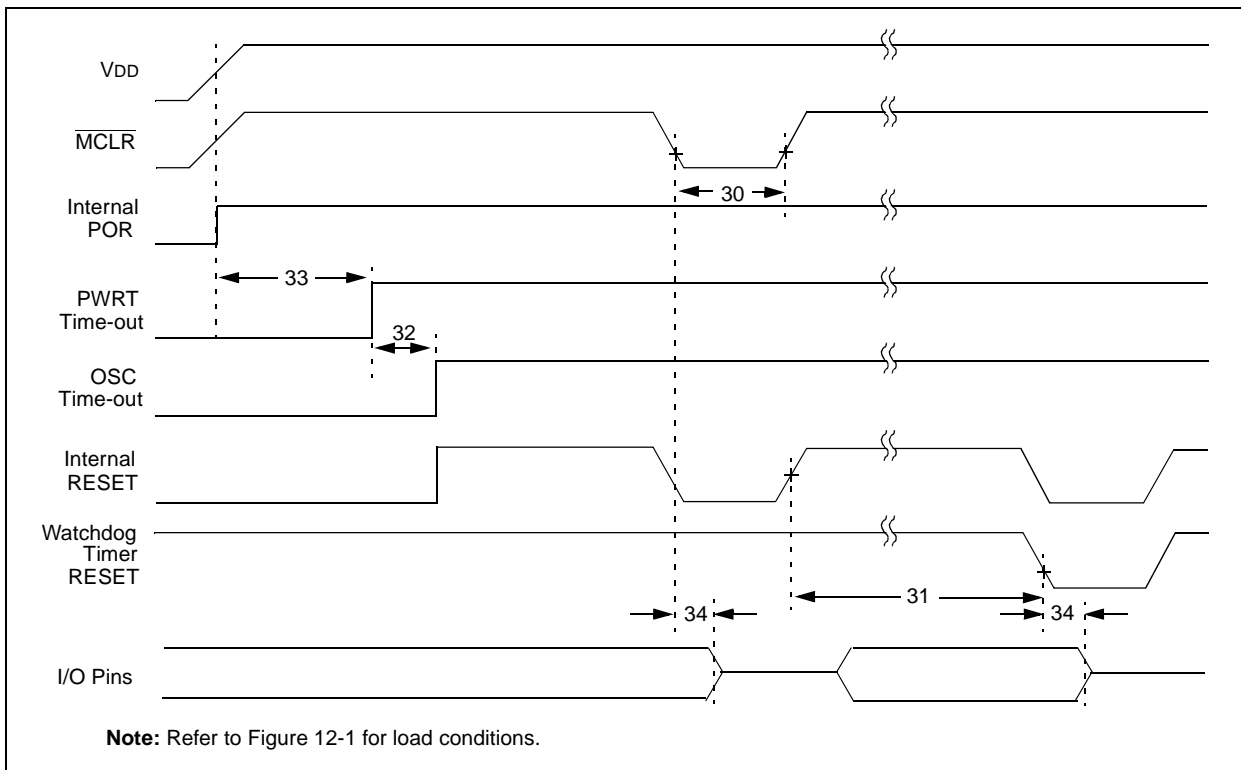 VDD
MCLR
30
Internal
POR
33
PWRT
Time-out
32
OSC
Time-out
Internal
RESET
Watchdog
Timer
RESET
31
34
34
I/O Pins
Note: Refer to Figure 12-1 for load conditions.